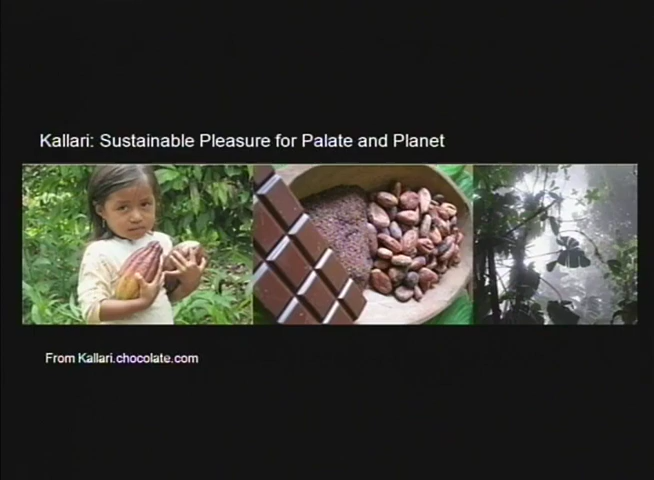 Kallari: Sustainable Pleasure for Palate and Planet
From Kallari.chocolate.com